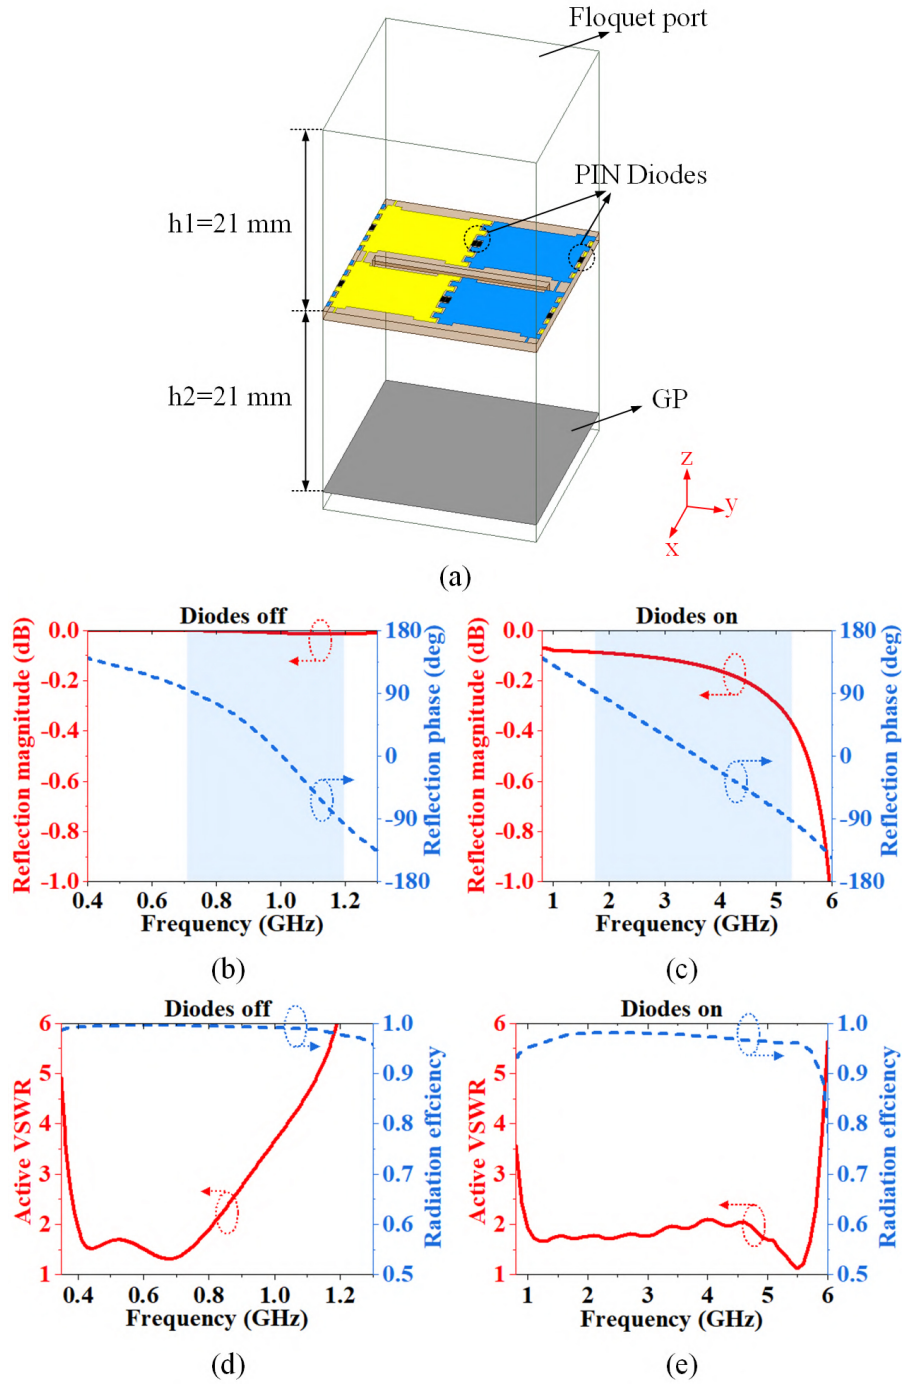 Floquet port
PIN Diodes
h1=21 mm
h2=21 mm
GP
z
y
x
(a)
Diodes off
Reflection magnitude (dB)
0.0
-0.2
-0.4
-0.6
-0.8
-1.0
180
90
0
-90
-180
Reflection phase (deg)
0.4 0.6 0.8 1.0 1.2
Frequency (GHz)
(b)
Diodes on
Reflection magnitude (dB)
0.0
-0.2
-0.4
-0.6
-0.8
-1.0
180
90
0
-90
-180
Reflection phase (deg)
1 2 3 4 5 6
Frequency (GHz)
(c)
Diodes off
Active VSWR
6
5
4
3
2
1
1.0
0.9
0.8
0.7
0.6
0.5
Radiation effciency
0.4 0.6 0.8 1.0 1.2
Frequency (GHz)
(d)
Diodes on
Active VSWR
6
5
4
3
2
1
1.0
0.9
0.8
0.7
0.6
0.5
Radiation effciency
1 2 3 4 5 6
Frequency (GHz)
(e)